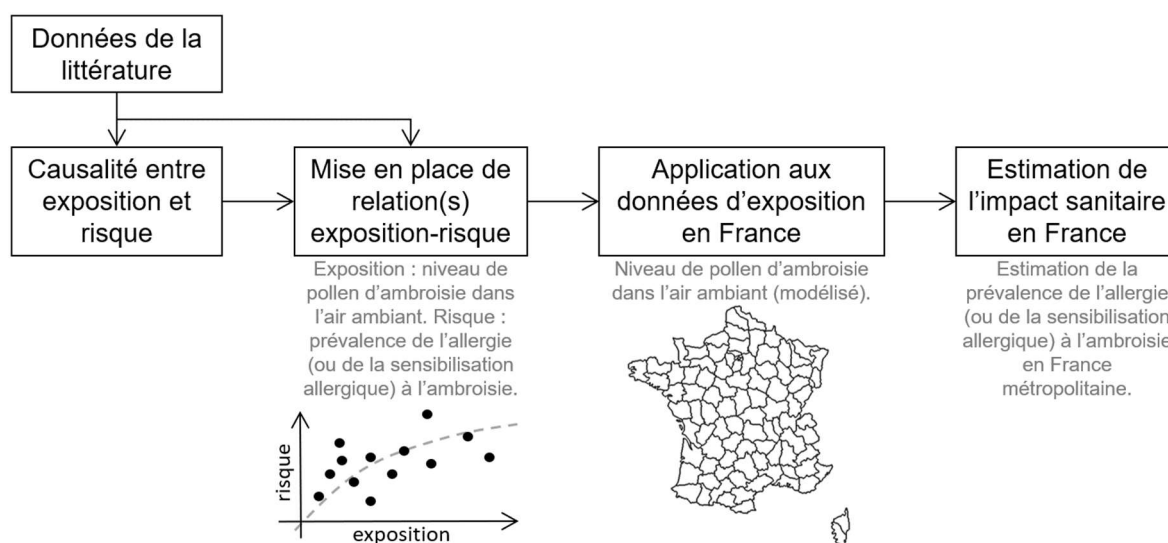 Données de la
littérature
Causalité entre
exposition et
risque
Mise en place de
relation(s)
exposition-risque
Application aux
données d’exposition
en France
Estimation de
l’impact sanitaire
en France
Exposition : niveau de
pollen d’ambroisie dans
l’air ambiant. Risque :
prévalence de l’allergie
(ou de la sensibilisation
allergique) à l’ambroisie.
Niveau de pollen d’ambroisie
dans l’air ambiant (modélisé).
Estimation de la
prévalence de l’allergie
(ou de la sensibilisation
allergique) à l’ambroisie
en France
métropolitaine.
risque
exposition